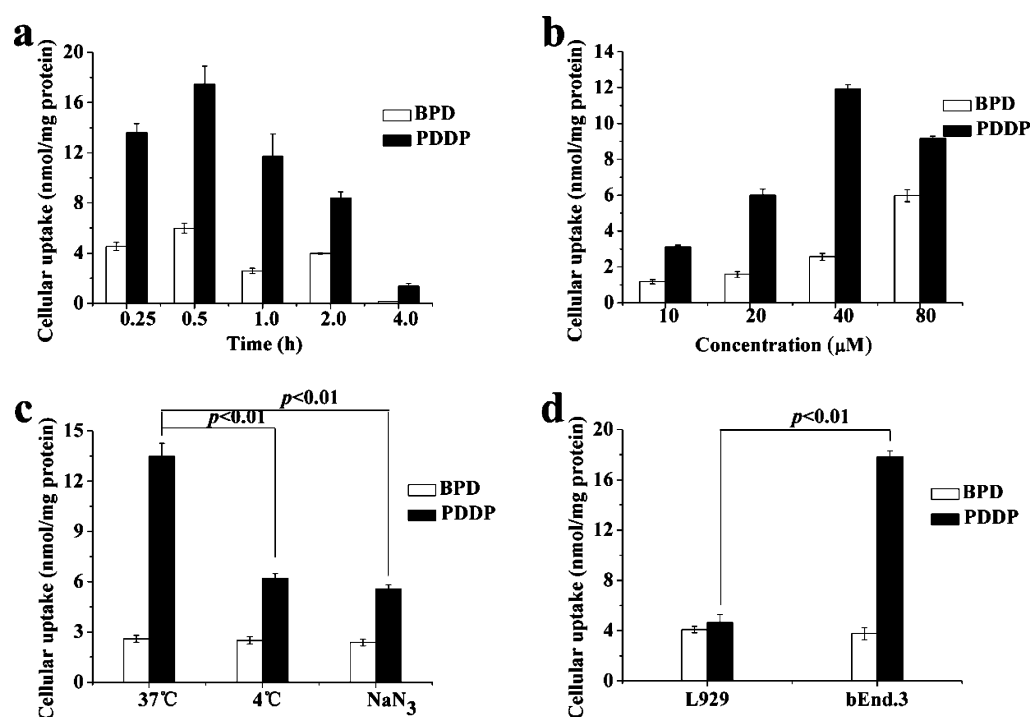 a
Cellular uptake (nmol/mg protein)
20
16
12
8
4
0
BPD
PDDP
0.25 0.5 1.0 2.0 4.0
Time (h)
b
Cellular uptake (nmol/mg protein)
14
12
10
8
6
4
2
0
BPD
PDDP
10 20 40 80
Concentration (μM)
c
Cellular uptake (nmol/mg protein)
15
12
9
6
3
0
p<0.01
p<0.01
BPD
PDDP
37℃ 4℃ NaN3
d
Cellular uptake (nmol/mg protein)
20
16
12
8
4
0
p<0.01
BPD
PDDP
L929 bEnd.3